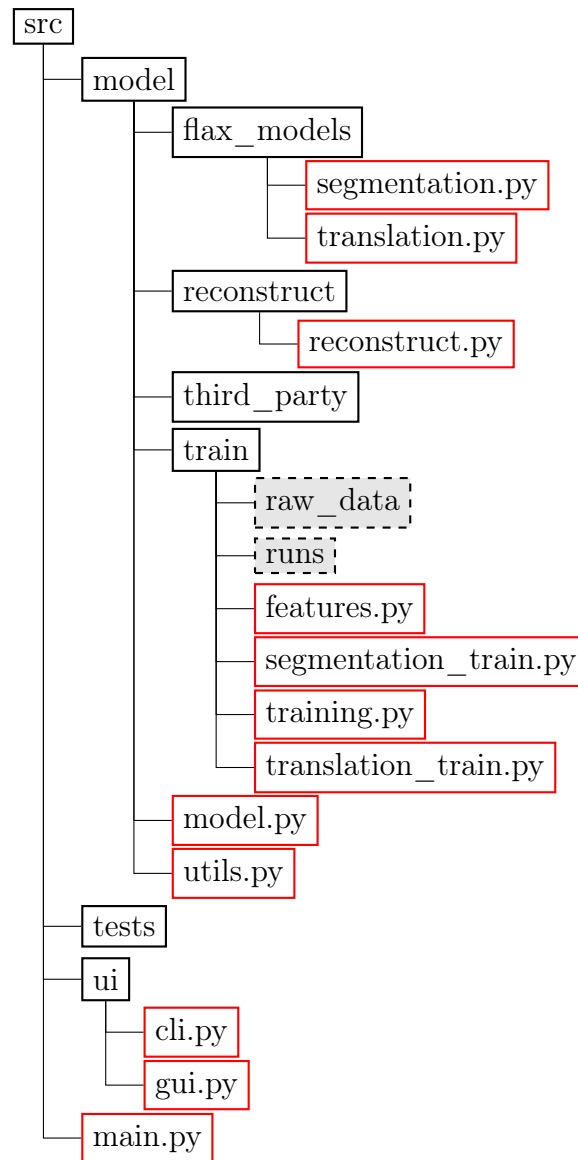 src
model
flax_models
segmentation.py
translation.py
reconstruct
reconstruct.py
third_party
train
raw_data
runs
features.py
segmentation_train.py
training.py
translation_train.py
model.py
utils.py
tests
ui
cli.py
gui.py
main.py